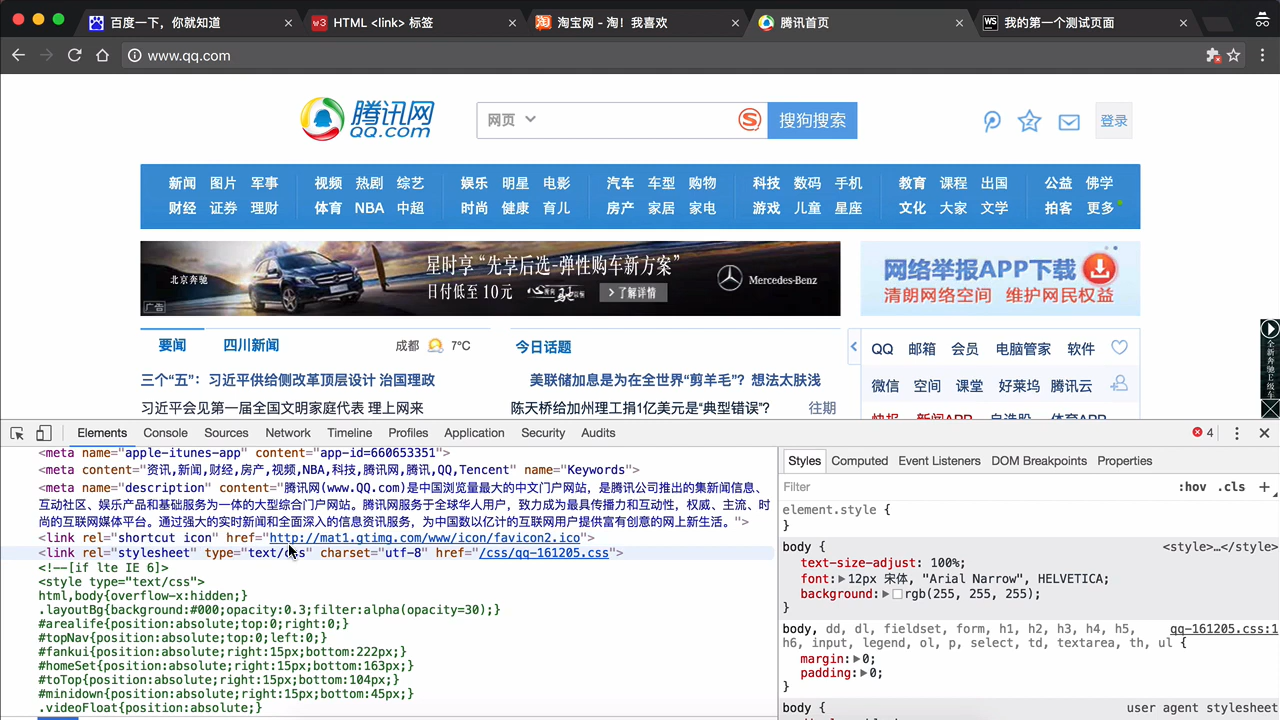 百度一下，你就知道
HTML <link> 标签
淘宝网 - 淘！我喜欢
腾讯首页
我的第一个测试页面
www.qq.com
腾讯网
QQ.com
网页
搜狗搜索
登录
新闻 图片 军事 视频 热剧 综艺 娱乐 明星 电影 汽车 车型 购物 科技 数码 手机 教育 课程 出国 公益 佛学
财经 证券 理财 体育 NBA 中超 时尚 健康 育儿 房产 家居 家电 游戏 儿童 星座 文化 大家 文学 拍客 更多
北京奔驰
星时享“先享后选-弹性购车新方案”
日付低至 10元
> 了解详情
Mercedes-Benz
广告
网络举报APP下载
清朗网络空间 维护网民权益
要闻 四川新闻 成都 7°C 今日话题
QQ 邮箱 会员 电脑管家 软件
三个“五”：习近平供给侧改革顶层设计 治国理政
美联储加息是为在全世界“剪羊毛”？想法太肤浅
微信 空间 课堂 好莱坞 腾讯云
习近平会见第一届全国文明家庭代表 理上网来
陈天桥给加州理工捐1亿美元是“典型错误”？ 往期
快报 新闻APP 自选股 体育APP
全新奔驰E级车
Elements Console Sources Network Timeline Profiles Application Security Audits 4
<meta name="apple-itunes-app" content="app-id=660653351">
<meta content="资讯,新闻,财经,房产,视频,NBA,科技,腾讯网,腾讯,QQ,Tencent" name="Keywords">
<meta name="description" content="腾讯网(www.QQ.com)是中国浏览量最大的中文门户网站，是腾讯公司推出的集新闻信息、
互动社区、娱乐产品和基础服务为一体的大型综合门户网站。腾讯网服务于全球华人用户，致力成为最具传播力和互动性，权威、主流、时
尚的互联网媒体平台。通过强大的实时新闻和全面深入的信息资讯服务，为中国数以亿计的互联网用户提供富有创意的网上新生活。">
<link rel="shortcut icon" href="http://mat1.gtimg.com/www/icon/favicon2.ico">
<link rel="stylesheet" type="text/css" charset="utf-8" href="/css/qq-161205.css">
<!--[if lte IE 6]>
<style type="text/css">
html,body{overflow-x:hidden;}
.layoutBg{background:#000;opacity:0.3;filter:alpha(opacity=30);}
#arealife{position:absolute;top:0;right:0;}
#topNav{position:absolute;top:0;left:0;}
#fankui{position:absolute;right:15px;bottom:222px;}
#homeSet{position:absolute;right:15px;bottom:163px;}
#toTop{position:absolute;right:15px;bottom:104px;}
#minidown{position:absolute;right:15px;bottom:45px;}
.videoFloat{position:absolute;}
Styles Computed Event Listeners DOM Breakpoints Properties
Filter :hov .cls +
element.style {
}
body { <style>…</style>
text-size-adjust: 100%;
font: 12px 宋体, "Arial Narrow", HELVETICA;
background: rgb(255, 255, 255);
}
body, dd, dl, fieldset, form, h1, h2, h3, h4, h5, qq-161205.css:1
h6, input, legend, ol, p, select, td, textarea, th, ul {
margin: 0;
padding: 0;
}
body { user agent stylesheet